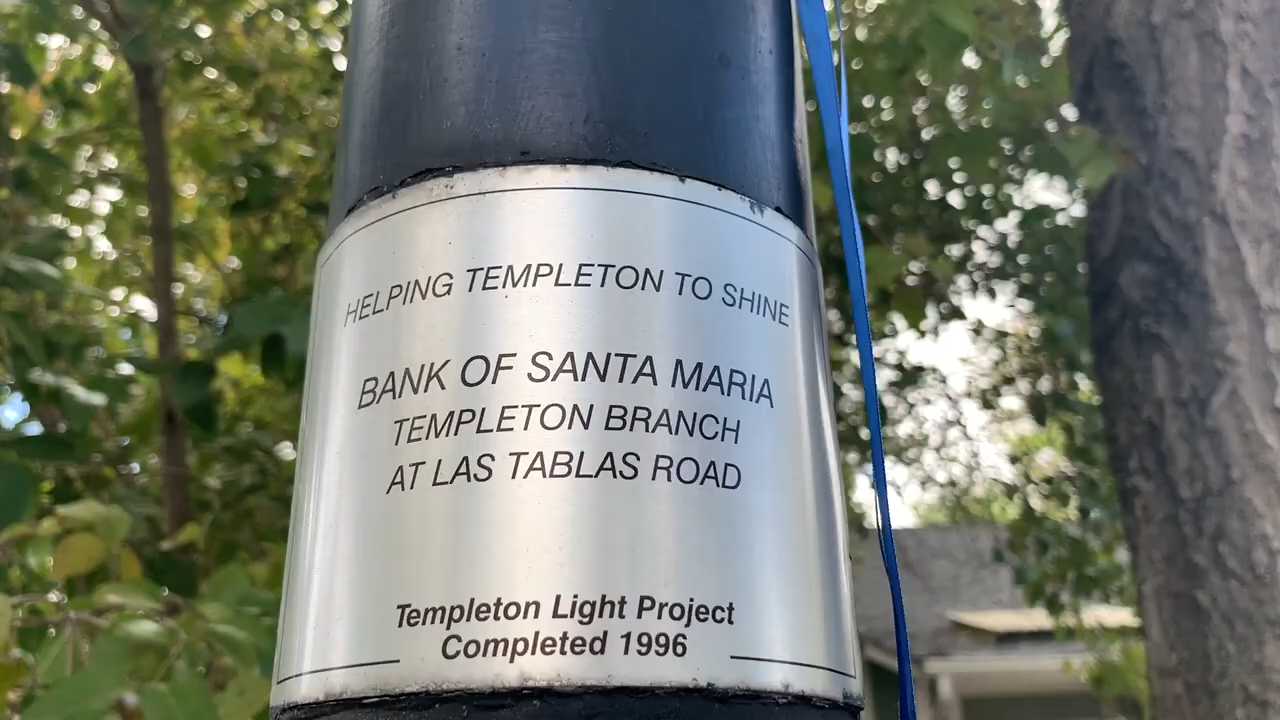 HELPING TEMPLETON TO SHINE
BANK OF SANTA MARIA
TEMPLETON BRANCH
AT LAS TABLAS ROAD
Templeton Light Project
Completed 1996